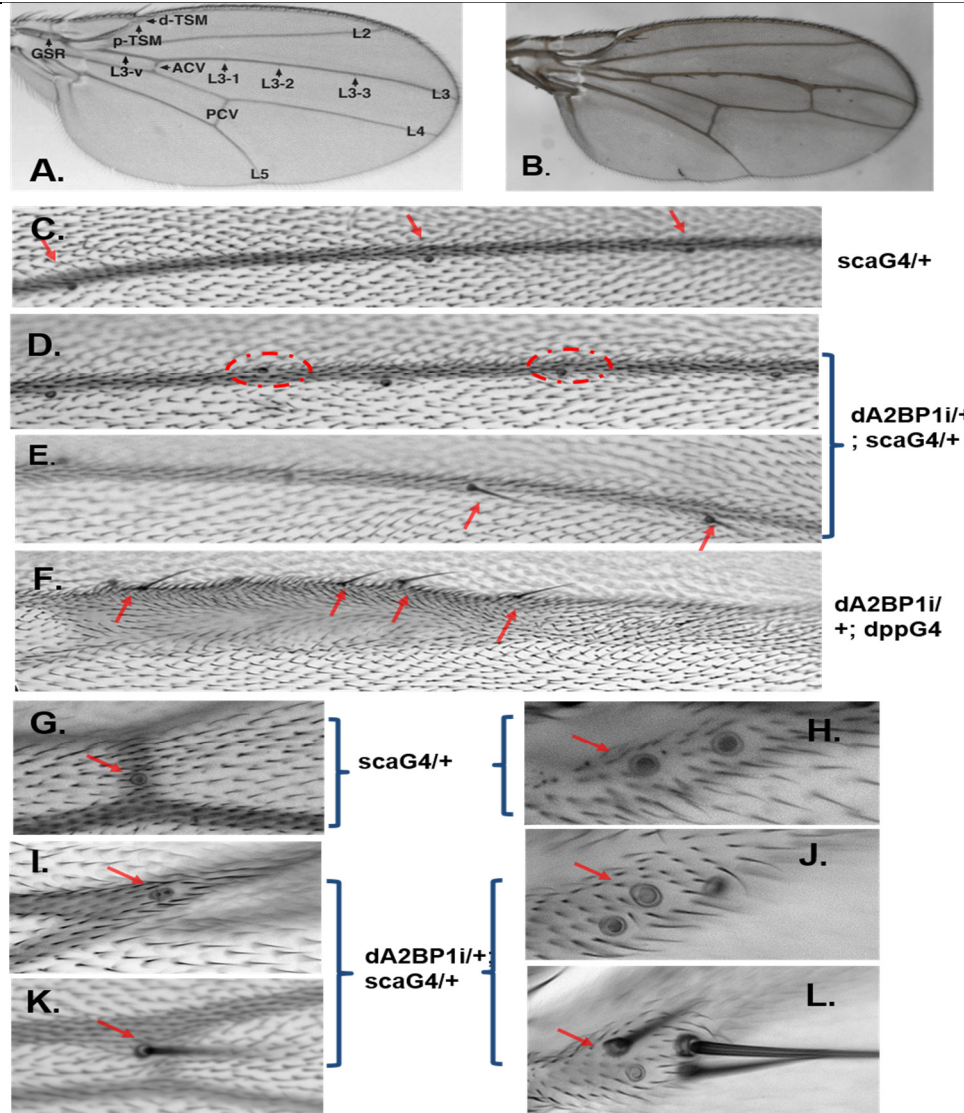 d-TSM
p-TSM
L2
GSR
L3-v
ACV
L3-1
L3-2
L3-3
L3
PCV
L4
L5
A.
B.
C.
scaG4/+
D.
dA2BP1i/+
; scaG4/+
E.
F.
dA2BP1i/
+; dppG4
G.
scaG4/+
H.
I.
J.
dA2BP1i/+;
scaG4/+
K.
L.